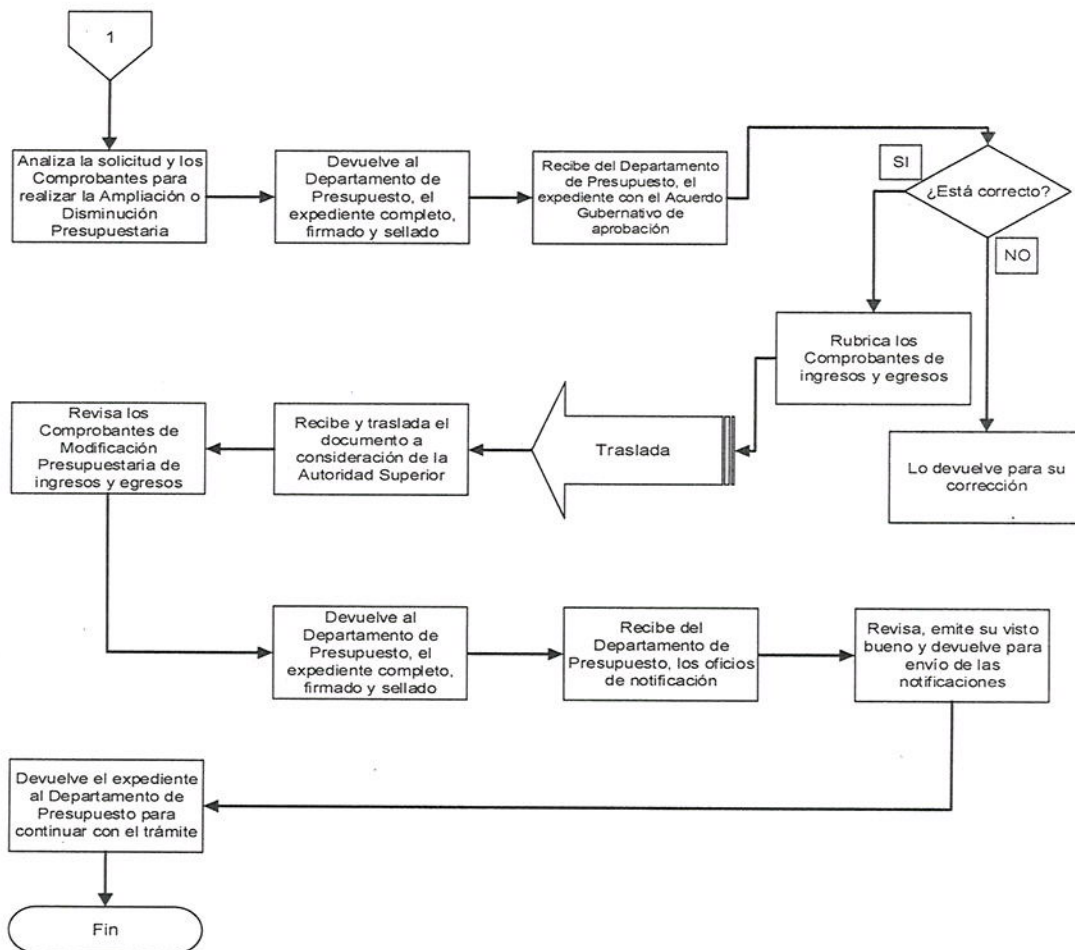 1
Analiza la solicitud y los
Comprobantes para
realizar la Ampliación o
Disminución
Presupuestaria
Devuelve al
Departamento de
Presupuesto, el
expediente completo,
firmado y sellado
Recibe del Departamento
de Presupuesto, el
expediente con el Acuerdo
Gubernativo de
aprobación
SI
¿Está correcto?
NO
Rubrica los
Comprobantes de
ingresos y egresos
Lo devuelve para su
corrección
Traslada
Recibe y traslada el
documento a
consideración de la
Autoridad Superior
Revisa los
Comprobantes de
Modificación
Presupuestaria de
ingresos y egresos
Devuelve al
Departamento de
Presupuesto, el
expediente completo,
firmado y sellado
Recibe del
Departamento de
Presupuesto, los oficios
de notificación
Revisa, emite su visto
bueno y devuelve para
envío de las
notificaciones
Devuelve el expediente
al Departamento de
Presupuesto para
continuar con el trámite
Fin